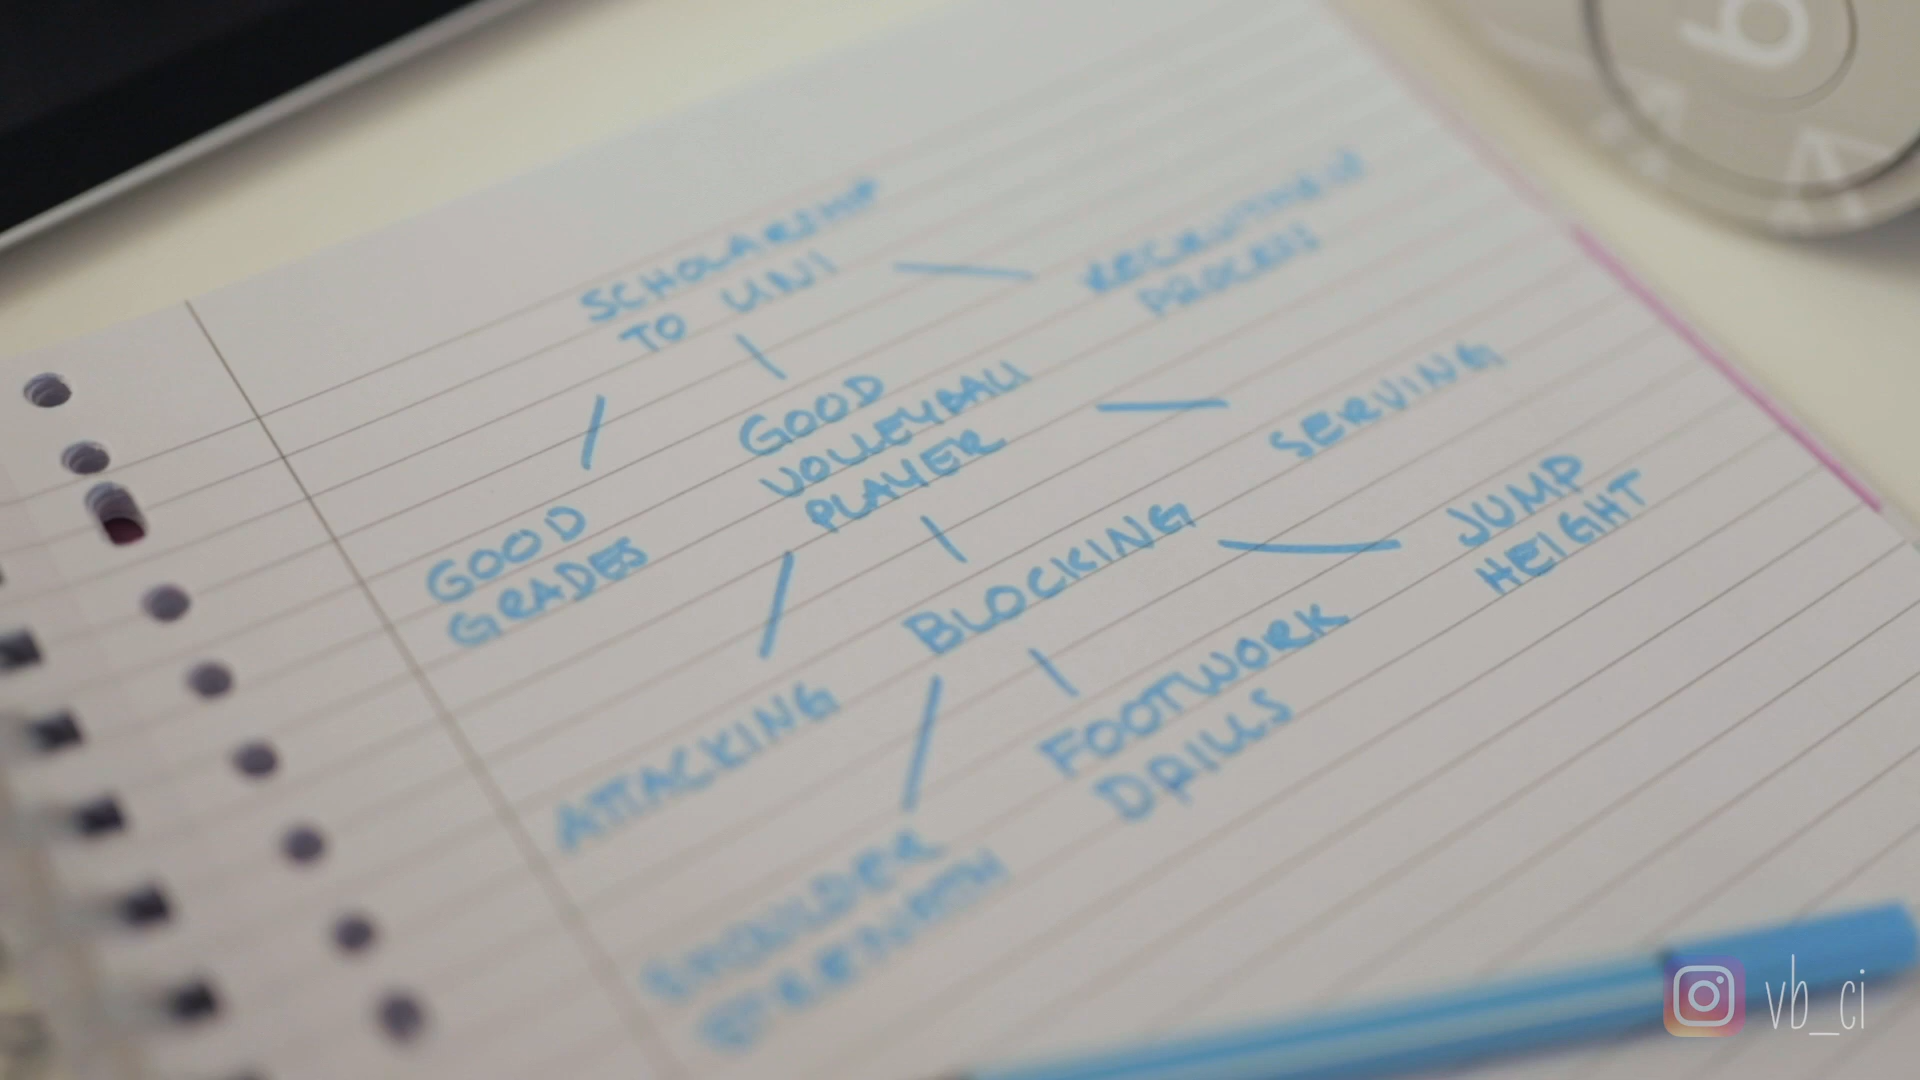 SCHOLARSHIP
TO UNI
RECRUITMENT
PROCESS
GOOD
VOLLEYBALL
PLAYER
SERVING
GOOD
GRADES
JUMP
HEIGHT
BLOCKING
ATTACKING
FOOTWORK
DRILLS
SHOULDER
STRENGTH
vb_ci